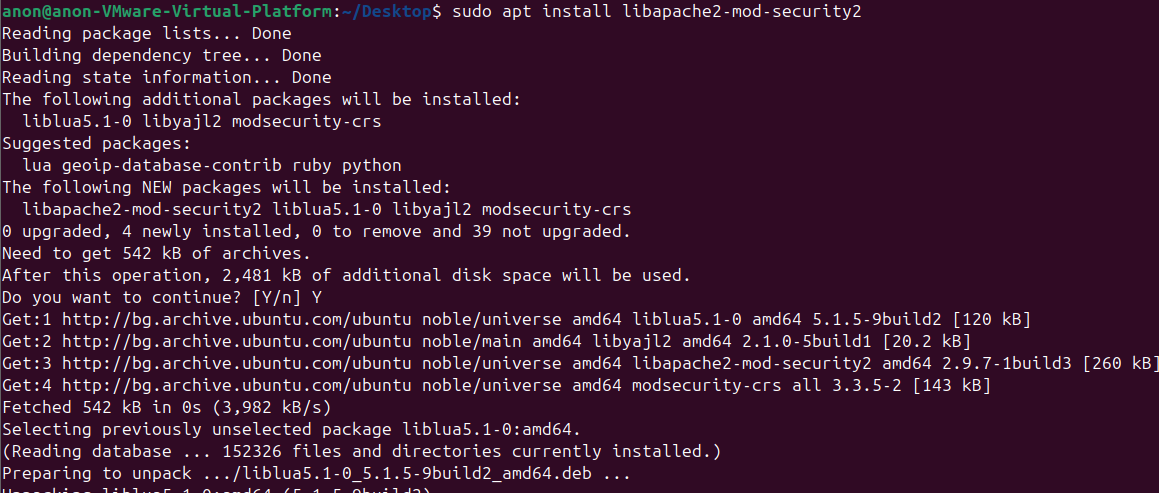 anon@anon-VMware-Virtual-Platform:~/Desktop$ sudo apt install libapache2-mod-security2
Reading package lists... Done
Building dependency tree... Done
Reading state information... Done
The following additional packages will be installed:
  liblua5.1-0 libyajl2 modsecurity-crs
Suggested packages:
  lua geoip-database-contrib ruby python
The following NEW packages will be installed:
  libapache2-mod-security2 liblua5.1-0 libyajl2 modsecurity-crs
0 upgraded, 4 newly installed, 0 to remove and 39 not upgraded.
Need to get 542 kB of archives.
After this operation, 2,481 kB of additional disk space will be used.
Do you want to continue? [Y/n] Y
Get:1 http://bg.archive.ubuntu.com/ubuntu noble/universe amd64 liblua5.1-0 amd64 5.1.5-9build2 [120 kB]
Get:2 http://bg.archive.ubuntu.com/ubuntu noble/main amd64 libyajl2 amd64 2.1.0-5build1 [20.2 kB]
Get:3 http://bg.archive.ubuntu.com/ubuntu noble/universe amd64 libapache2-mod-security2 amd64 2.9.7-1build3 [260 kB]
Get:4 http://bg.archive.ubuntu.com/ubuntu noble/universe amd64 modsecurity-crs all 3.3.5-2 [143 kB]
Fetched 542 kB in 0s (3,982 kB/s)
Selecting previously unselected package liblua5.1-0:amd64.
(Reading database ... 152326 files and directories currently installed.)
Preparing to unpack .../liblua5.1-0_5.1.5-9build2_amd64.deb ...